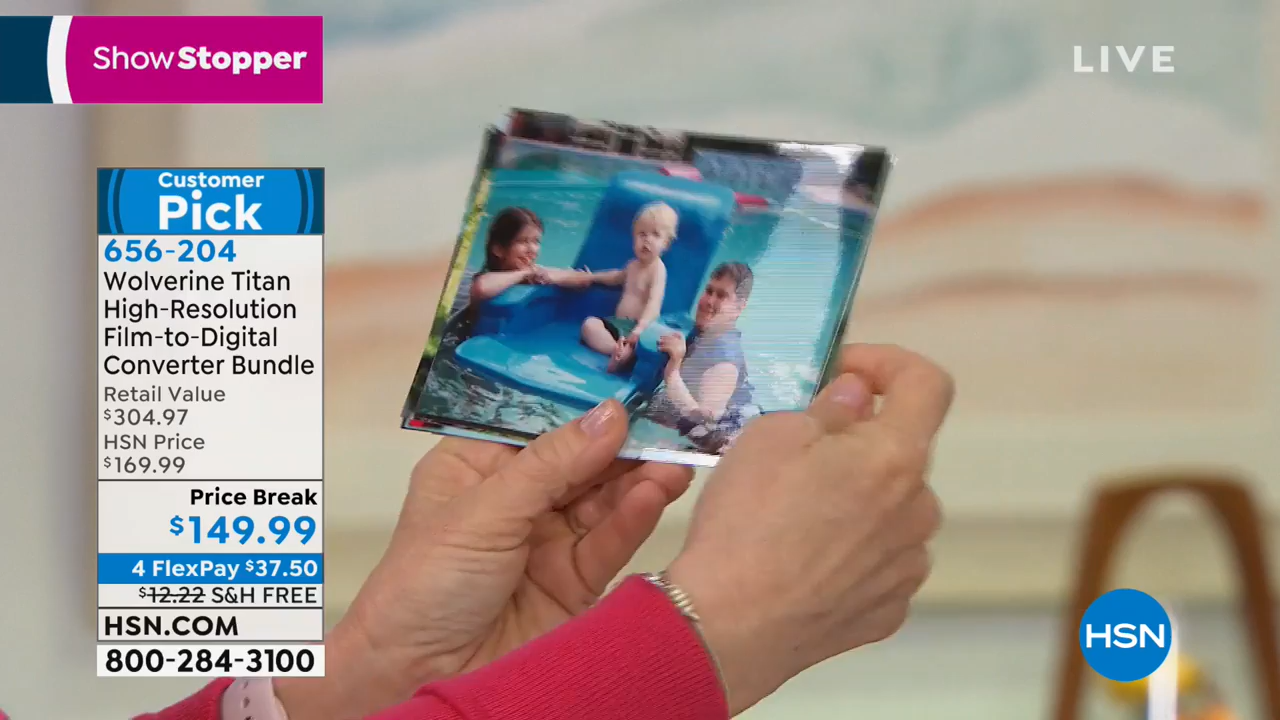 ShowStopper
LIVE
Customer
Pick
656-204
Wolverine Titan
High-Resolution
Film-to-Digital
Converter Bundle
Retail Value
$304.97
HSN Price
$169.99
Price Break
$149.99
4 FlexPay $37.50
$12.22 S&H FREE
HSN.COM
800-284-3100
HSN